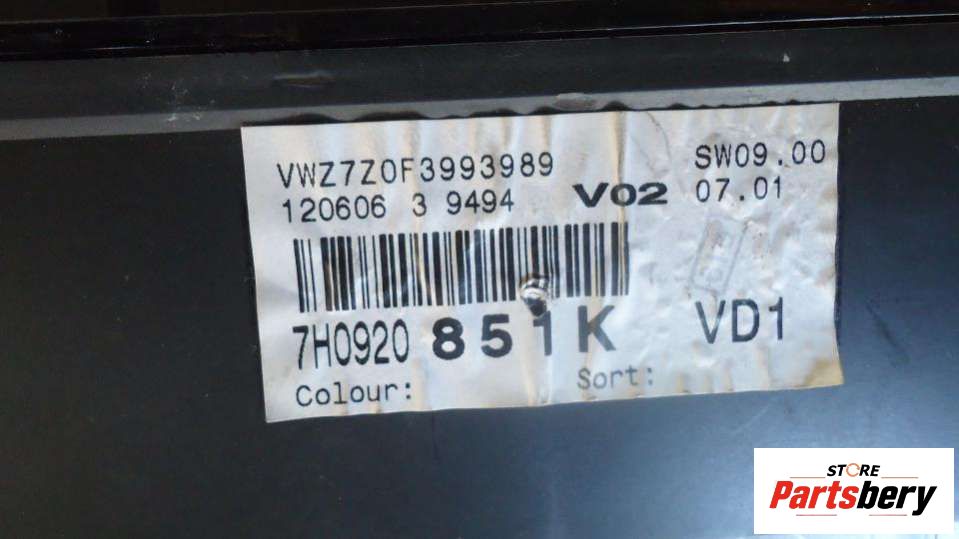 VWZ7Z0F3993989
SW09.00
120606 3 9494
V02
07.01
7H0920 851K
VD1
Colour:
Sort:
STORE
Partsbery